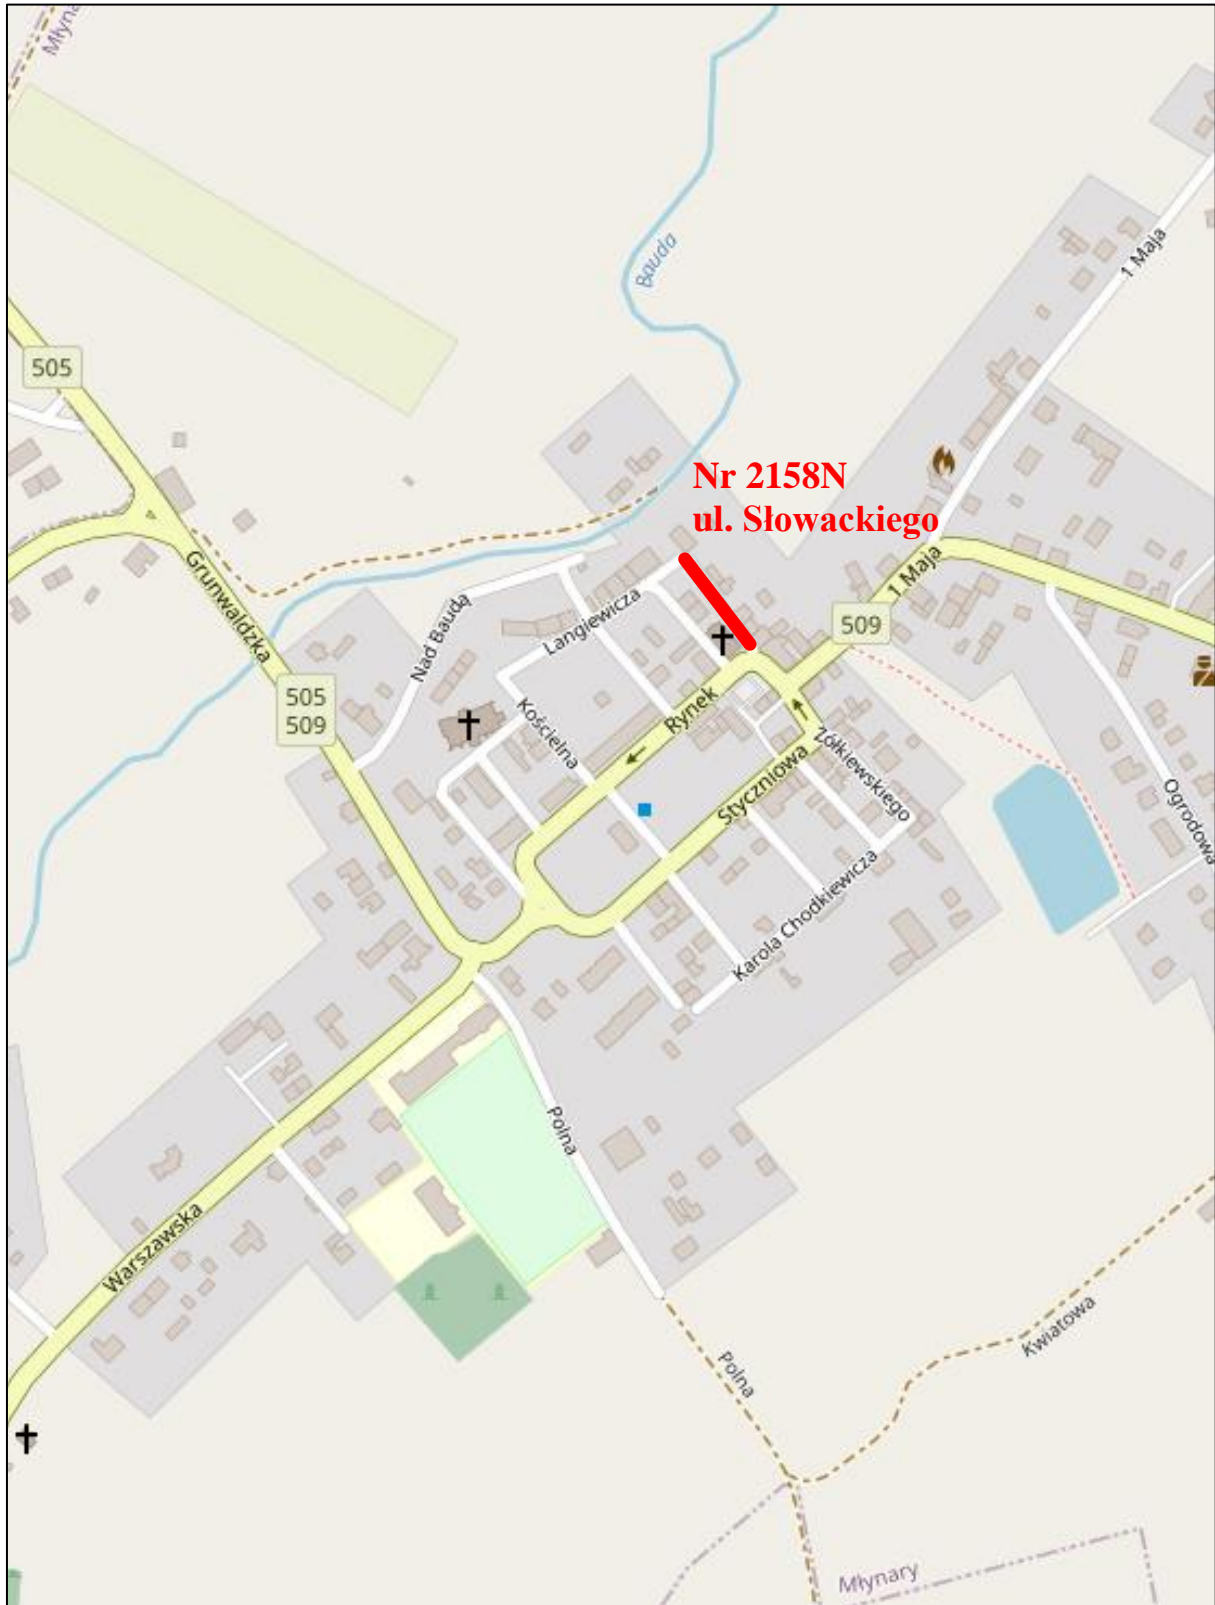 Młyna
505
Bauda
1 Maja
Nr 2158N
ul. Słowackiego
Grunwaldzka
Nad Baudą
Langiewicza
1 Maja
509
505
509
Kościelna
Rynek
Styczniowa
Żółkiewskiego
Ogrodowa
Karola Chodkiewicza
Polna
Warszawska
Kwiatowa
Polna
Młynary